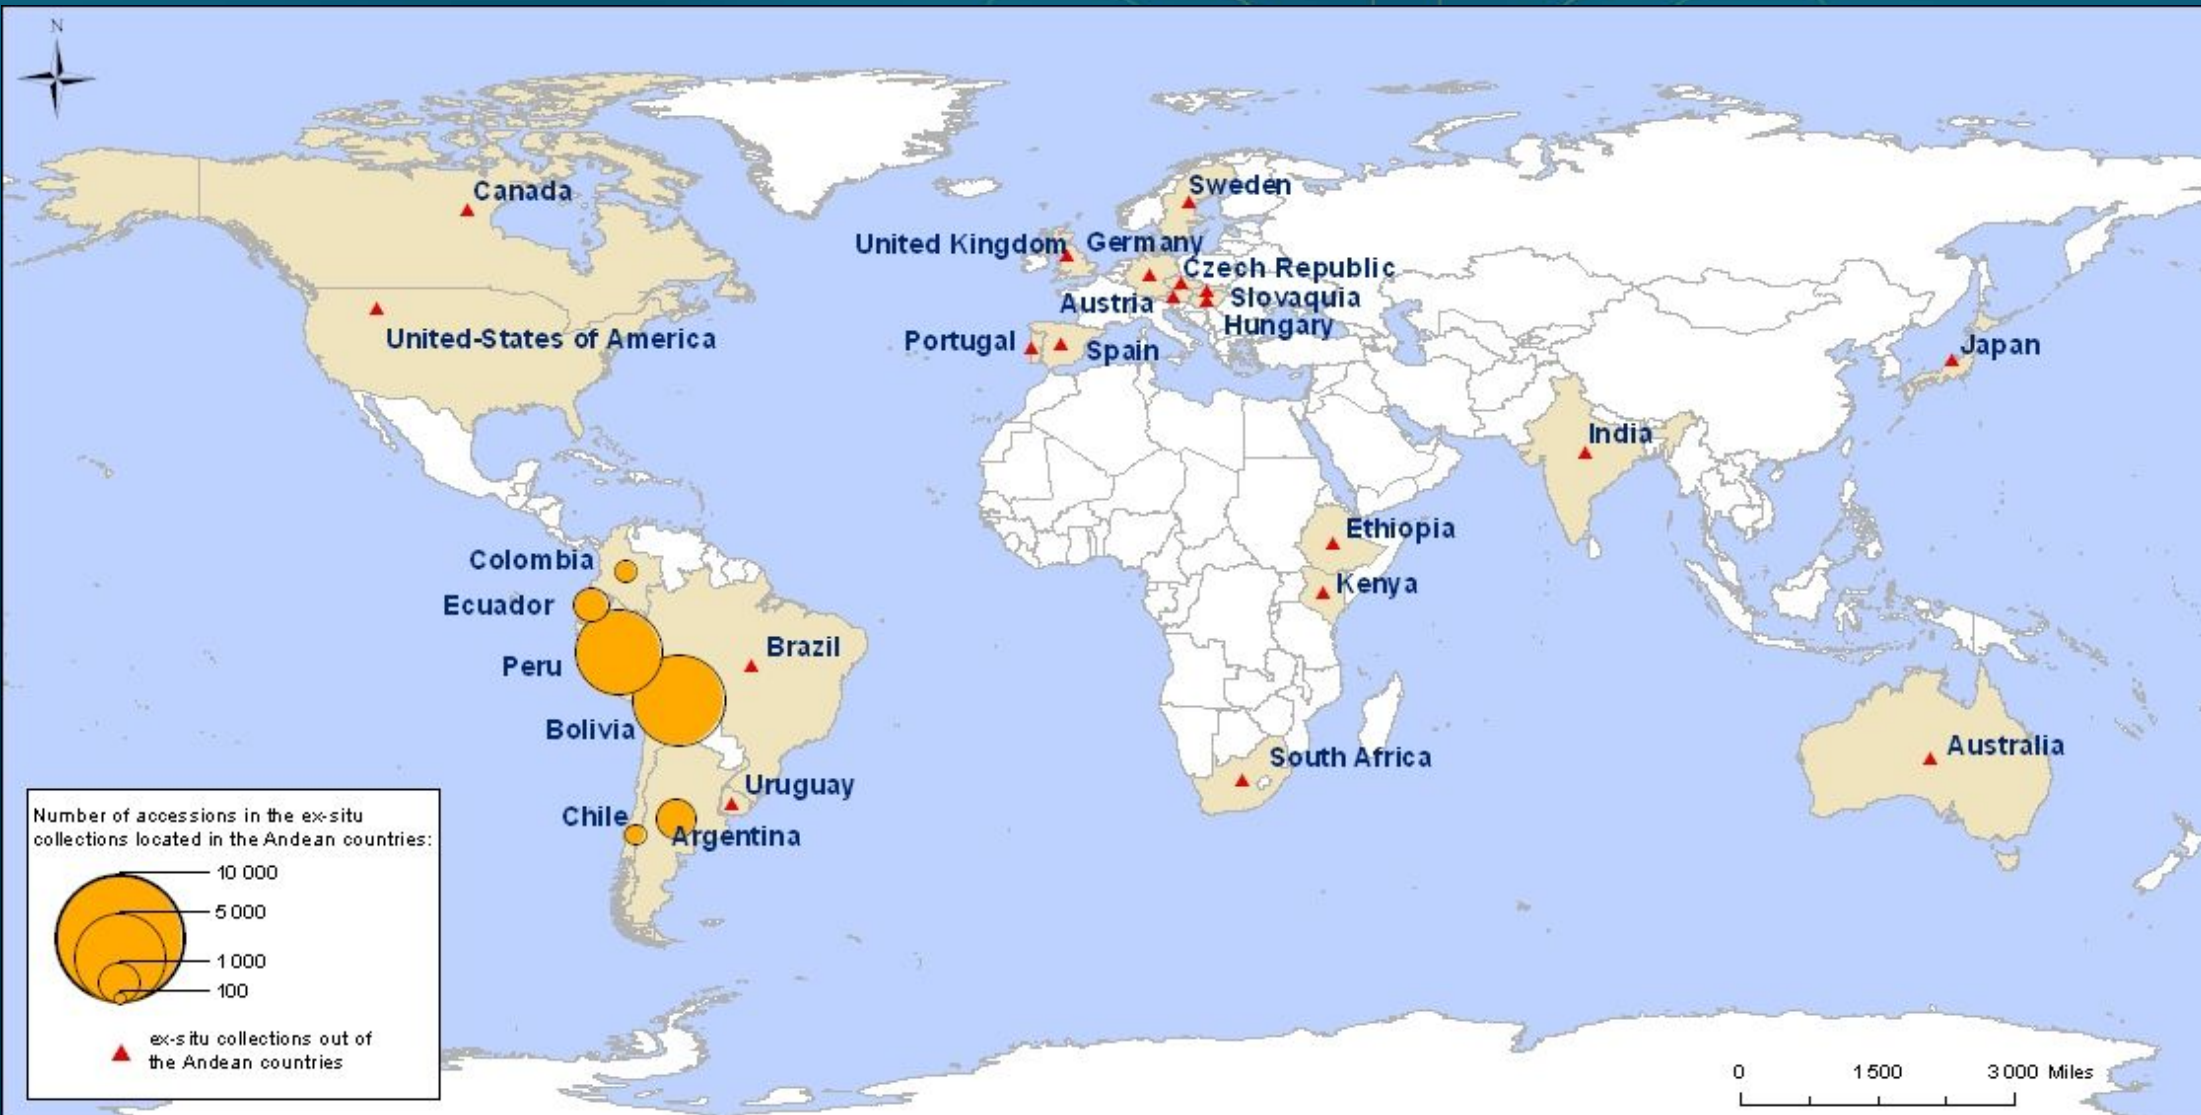 N
Canada
Sweden
United Kingdom
Germany
Czech Republic
Austria
Slovaquia
Hungary
United-States of America
Portugal
Spain
Japan
India
Ethiopia
Colombia
Kenya
Ecuador
Brazil
Peru
Bolivia
South Africa
Australia
Uruguay
Chile
Argentina
Number of accessions in the ex-situ
collections located in the Andean countries:
10 000
5 000
1 000
100
ex-situ collections out of
the Andean countries
0 1 500 3 000 Miles